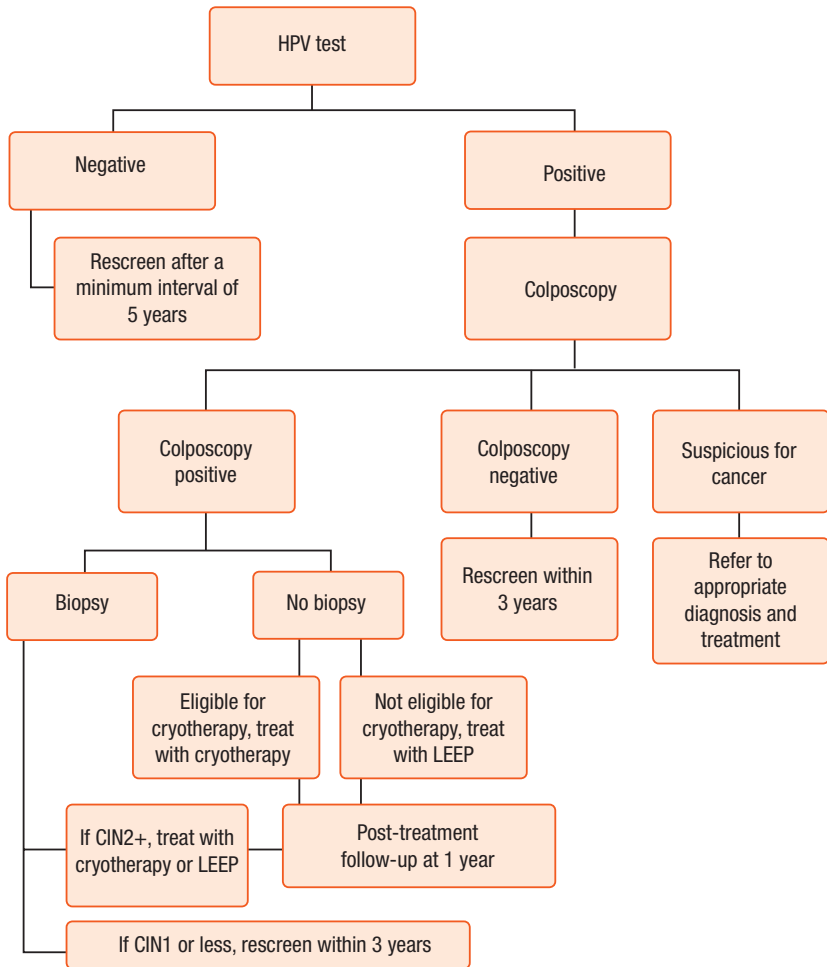 HPV test
Negative
Positive
Rescreen after a
minimum interval of
5 years
Colposcopy
Colposcopy
positive
Colposcopy
negative
Suspicious for
cancer
Biopsy
No biopsy
Rescreen within
3 years
Refer to
appropriate
diagnosis and
treatment
Eligible for
cryotherapy, treat
with cryotherapy
Not eligible for
cryotherapy, treat
with LEEP
If CIN2+, treat with
cryotherapy or LEEP
Post-treatment
follow-up at 1 year
If CIN1 or less, rescreen within 3 years